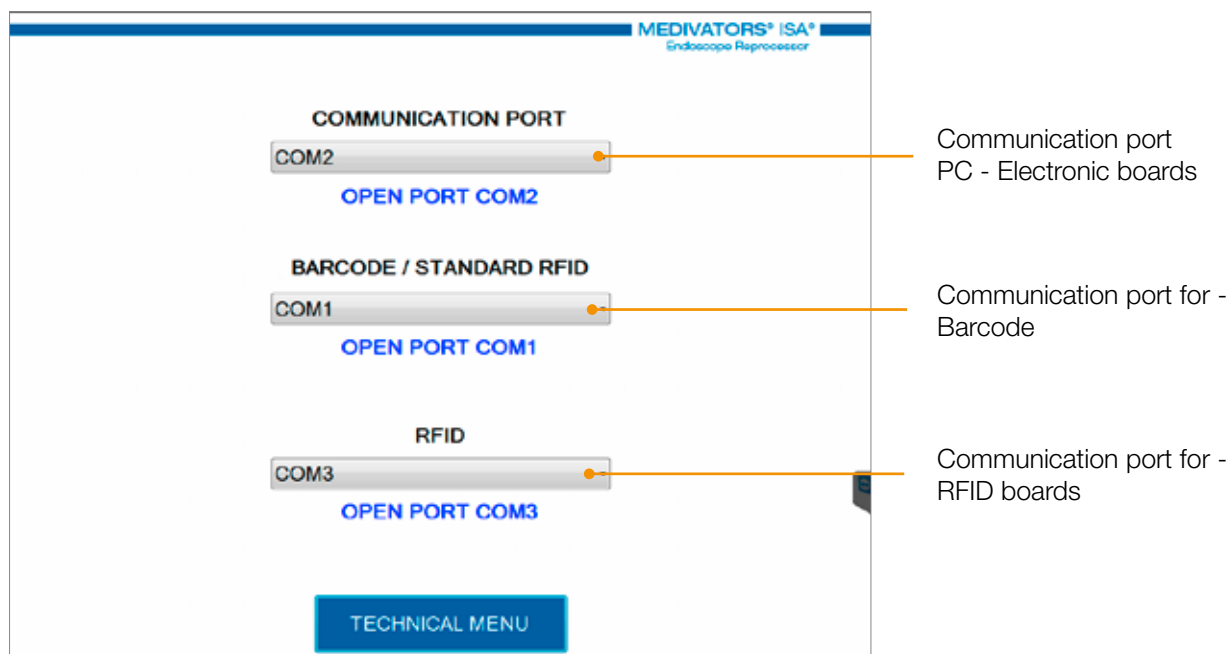 MEDIVATORS® ISA®
Endoscope Reprocessor
COMMUNICATION PORT
COM2
OPEN PORT COM2
Communication port
PC - Electronic boards
BARCODE / STANDARD RFID
COM1
OPEN PORT COM1
Communication port for -
Barcode
RFID
COM3
OPEN PORT COM3
Communication port for -
RFID boards
TECHNICAL MENU